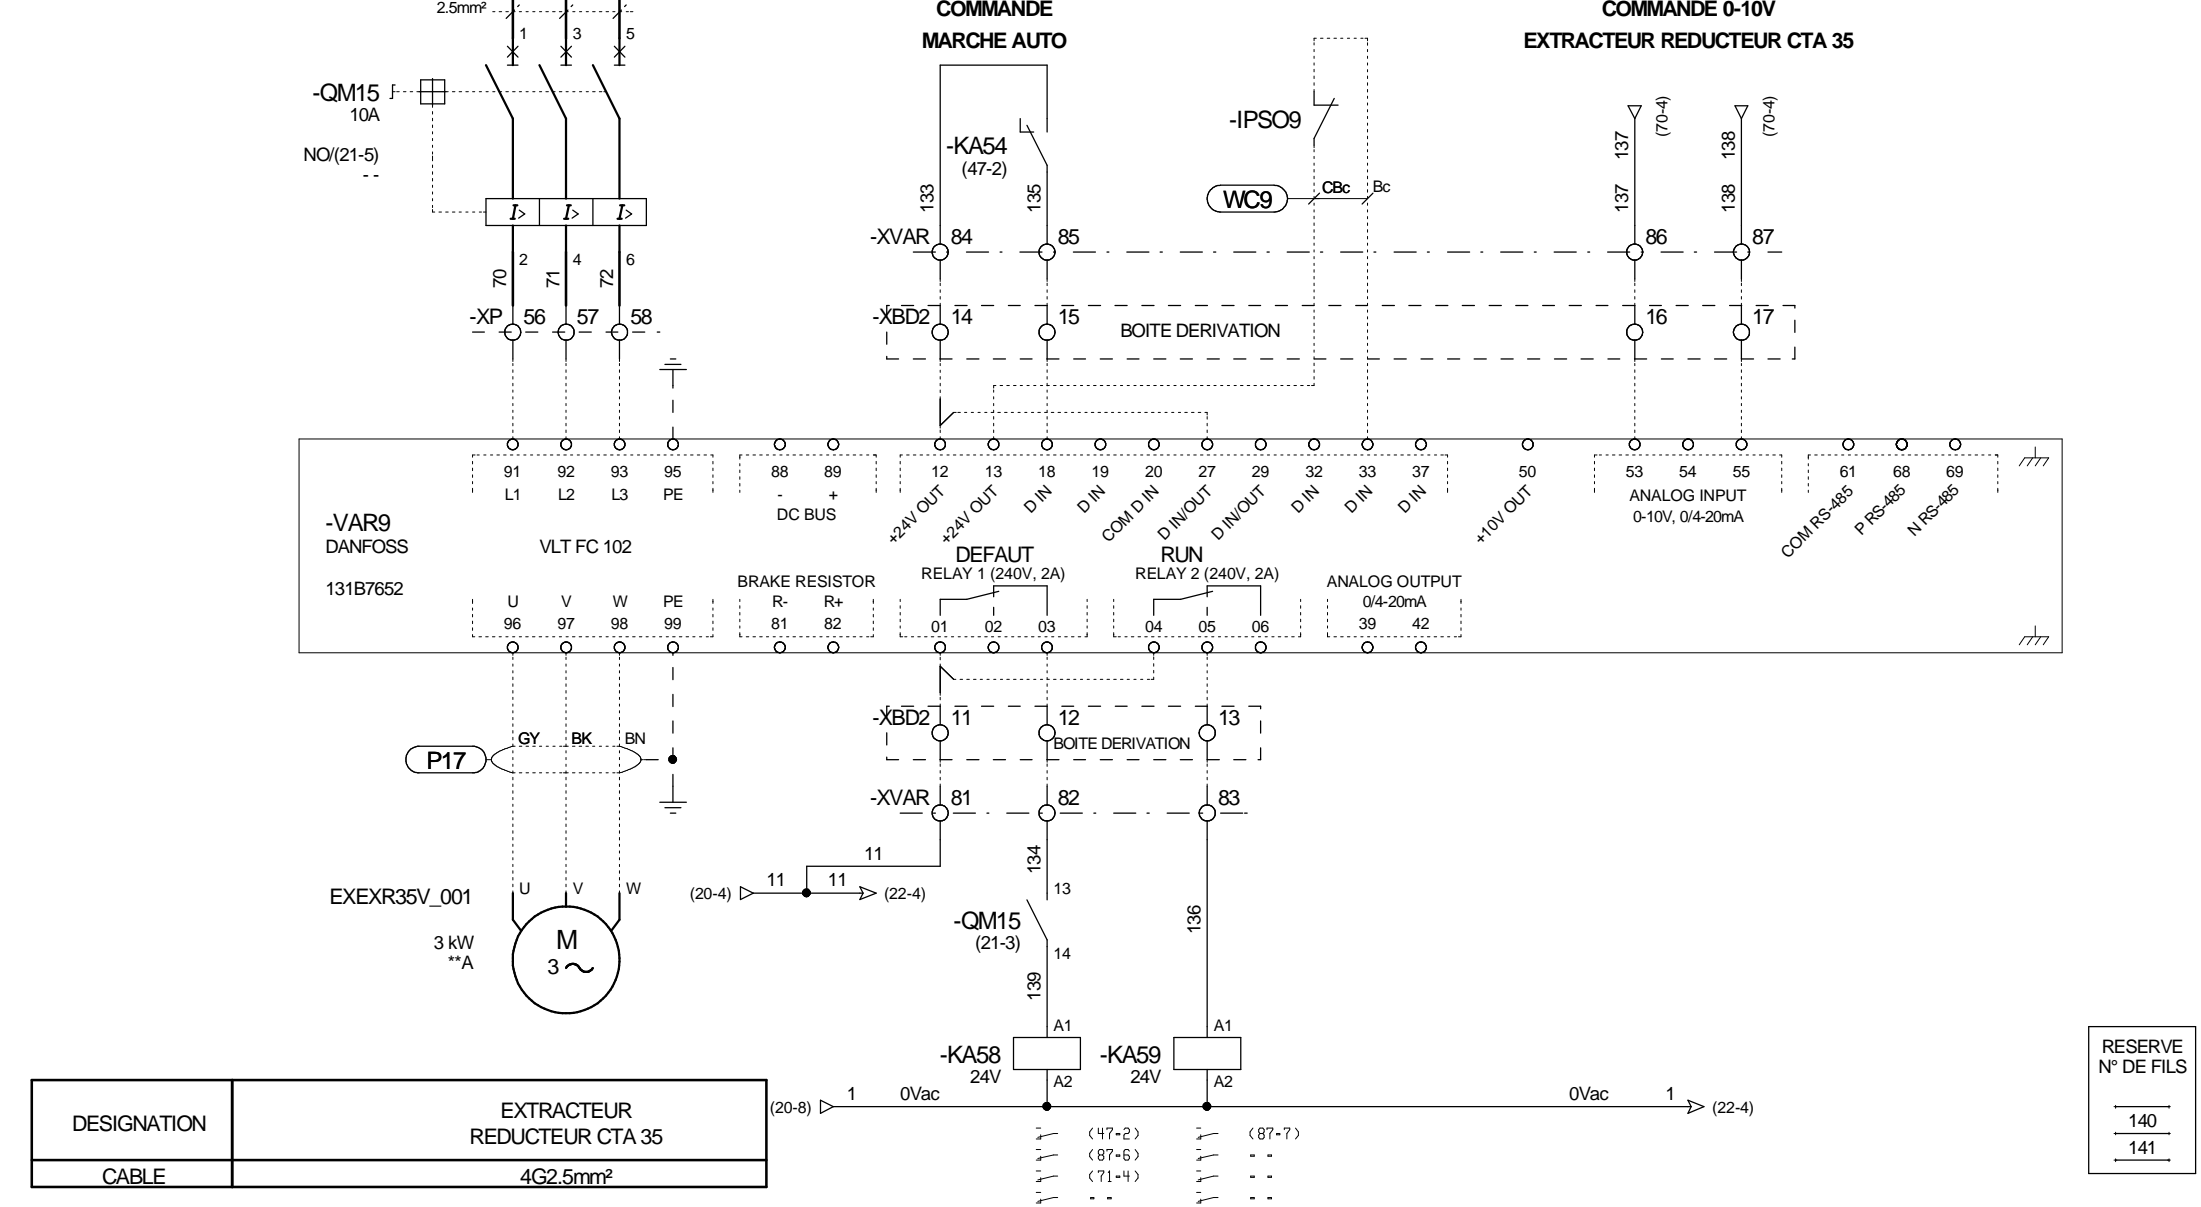 2.5mm²
COMMANDE
MARCHE AUTO
COMMANDE 0-10V
EXTRACTEUR REDUCTEUR CTA 35
1 3 5
-QM15
10A
NO/(21-5)
- -
I> I> I>
2 4 6
70 71 72
-XP 56 57 58
-KA54
(47-2)
133 135
-IPSO9
WC9 CBc Bc
137 (70-4) 138 (70-4)
137 138
-XVAR 84 85 86 87
-XBD2 14 15 BOITE DERIVATION 16 17
91 92 93 95 88 89 12 13 18 19 20 27 29 32 33 37 50 53 54 55 61 68 69
L1 L2 L3 PE - + DC BUS
+24V OUT +24V OUT D IN D IN COM D IN D IN/OUT D IN/OUT D IN D IN D IN +10V OUT
ANALOG INPUT
0-10V, 0/4-20mA
COM RS-485 P RS-485 N RS-485
-VAR9
DANFOSS
131B7652
VLT FC 102
DEFAUT
RELAY 1 (240V, 2A)
RUN
RELAY 2 (240V, 2A)
BRAKE RESISTOR
R- R+
81 82
ANALOG OUTPUT
0/4-20mA
39 42
U V W PE
96 97 98 99
01 02 03 04 05 06
-XBD2 11 12 13
BOITE DERIVATION
P17 GY BK BN
-XVAR 81 82 83
11
(20-4) 11 11 (22-4)
134
13
-QM15
(21-3)
14
139
136
EXEXR35V_001
U V W
3 kW
**A
M
3
A1 A1
-KA58
24V
-KA59
24V
A2 A2
(20-8) 1 0Vac 0Vac 1 (22-4)
(47-2) (87-7)
(87-6) - -
(71-4) - -
- - - -
DESIGNATION
EXTRACTEUR
REDUCTEUR CTA 35
CABLE 4G2.5mm²
RESERVE
N° DE FILS
140
141